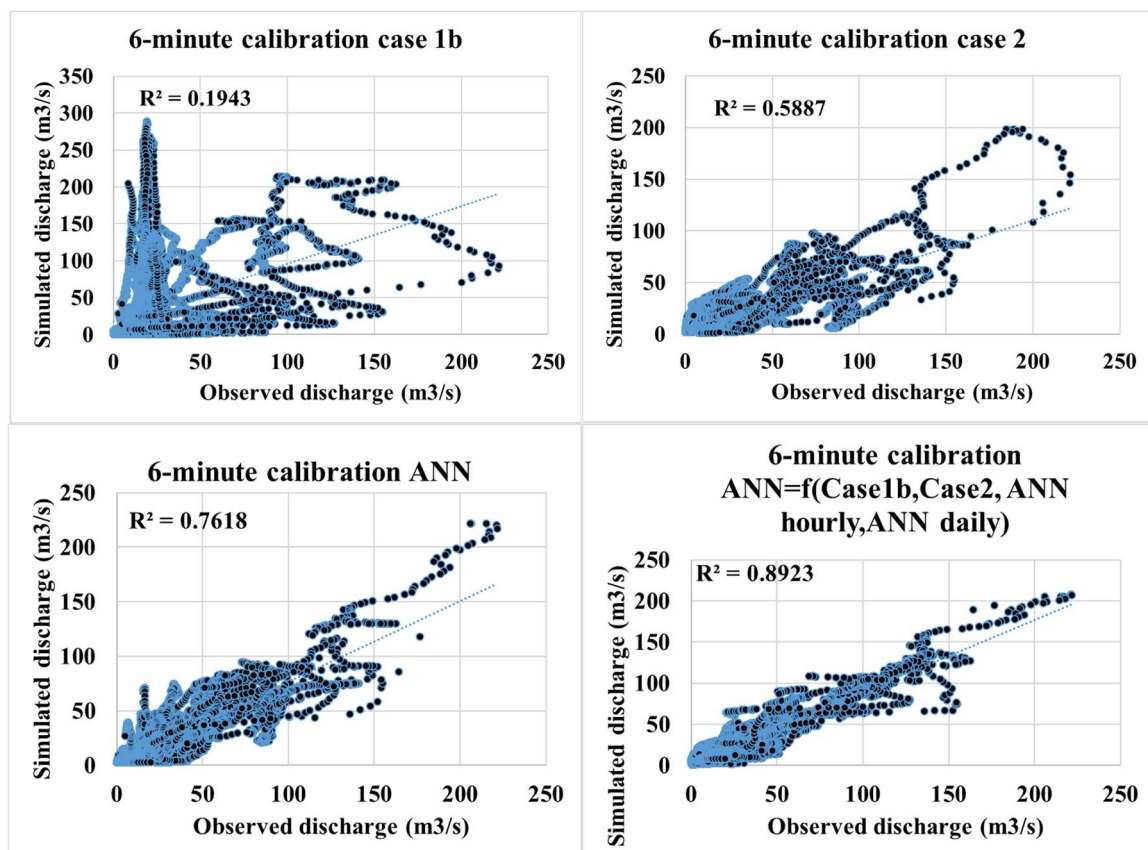 6-minute calibration case 1b
R² = 0.1943
Simulated discharge (m3/s)
350
300
250
200
150
100
50
0
0 50 100 150 200 250
Observed discharge (m3/s)
6-minute calibration case 2
R² = 0.5887
Simulated discharge (m3/s)
250
200
150
100
50
0
0 50 100 150 200 250
Observed discharge (m3/s)
6-minute calibration ANN
R² = 0.7618
Simulated discharge (m3/s)
250
200
150
100
50
0
0 50 100 150 200 250
Observed discharge (m3/s)
6-minute calibration
ANN=f(Case1b,Case2, ANN
hourly,ANN daily)
R² = 0.8923
Simulated discharge (m3/s)
250
200
150
100
50
0
0 50 100 150 200 250
Observed discharge (m3/s)